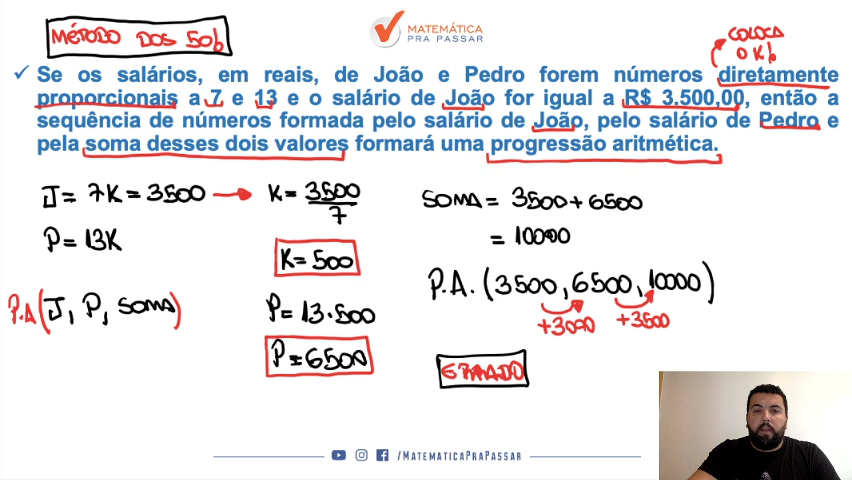 MÉTODO DOS 50%
MATEMÁTICA
PRA PASSAR
COLOCA
O K%
✓ Se os salários, em reais, de João e Pedro forem números diretamente
proporcionais a 7 e 13 e o salário de João for igual a R$ 3.500,00, então a
sequência de números formada pelo salário de João, pelo salário de Pedro e
pela soma desses dois valores formará uma progressão aritmética.
J = 7K = 3500 → K = 3500/7
P = 13K
K = 500
P.A (J, P, SOMA)
P = 13.500
P = 6500
SOMA = 3500 + 6500
= 10000
P.A. (3500, 6500, 10000)
+3000 +3500
ERRADO
/MATEMATICAPRAPASSAR